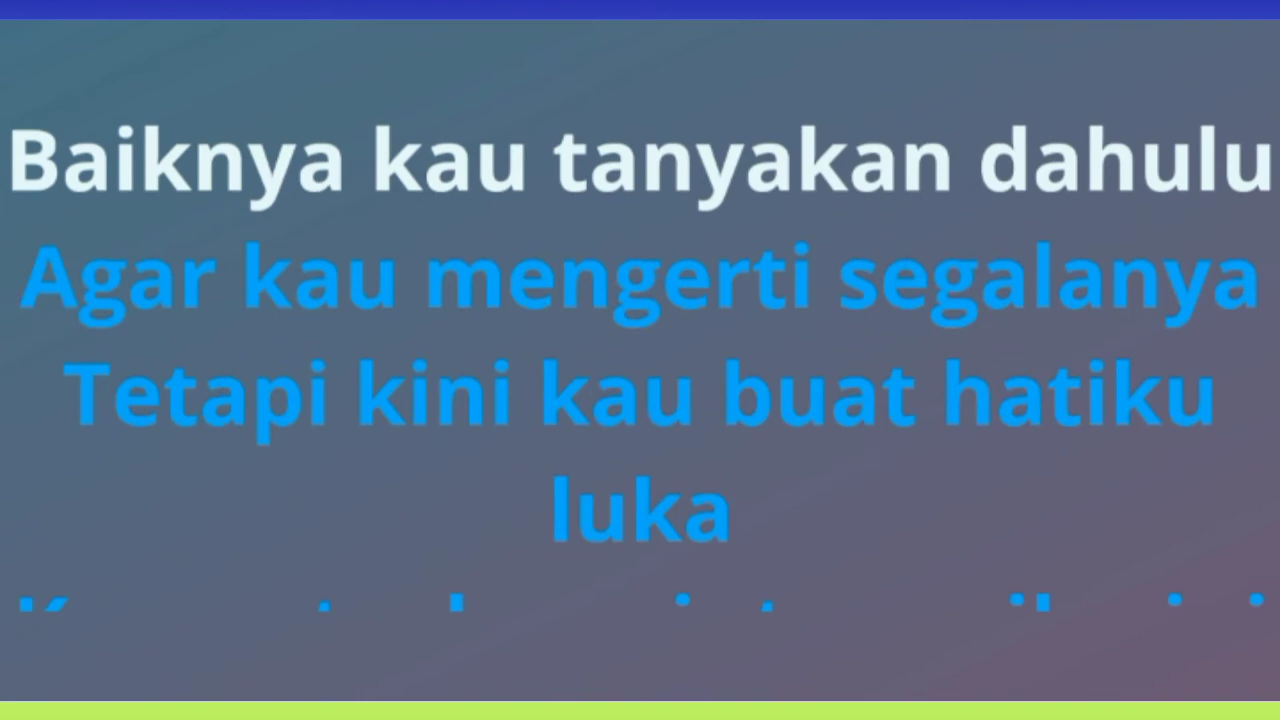 Baiknya kau tanyakan dahulu
Agar kau mengerti segalanya
Tetapi kini kau buat hatiku
luka